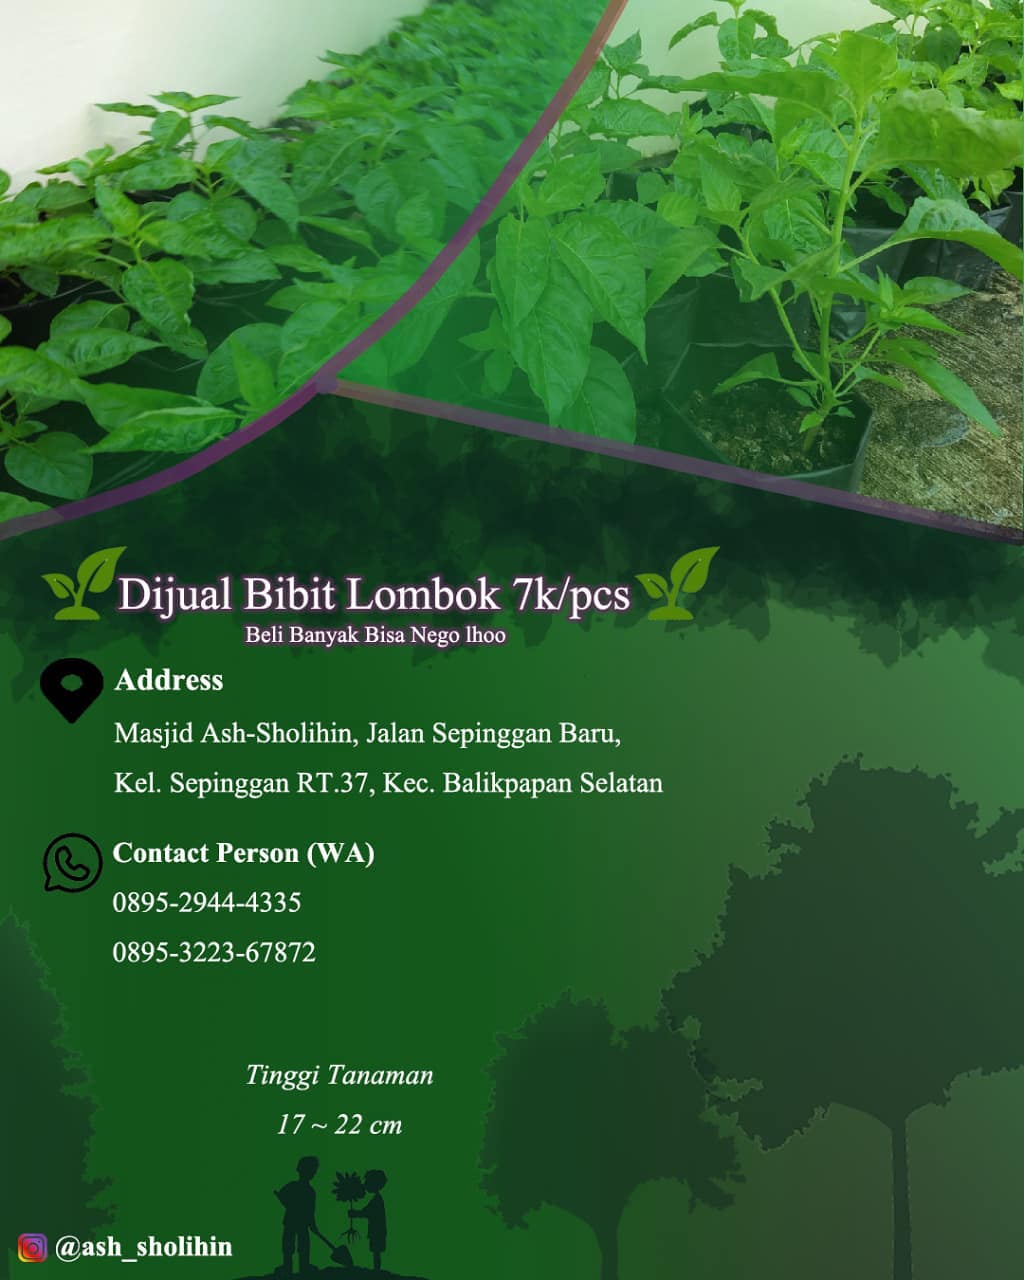 Dijual Bibit Lombok 7k/pcs
Beli Banyak Bisa Nego lhoo
Address
Masjid Ash-Sholihin, Jalan Sepinggan Baru,
Kel. Sepinggan RT.37, Kec. Balikpapan Selatan
Contact Person (WA)
0895-2944-4335
0895-3223-67872
Tinggi Tanaman
17 ~ 22 cm
@ash_sholihin